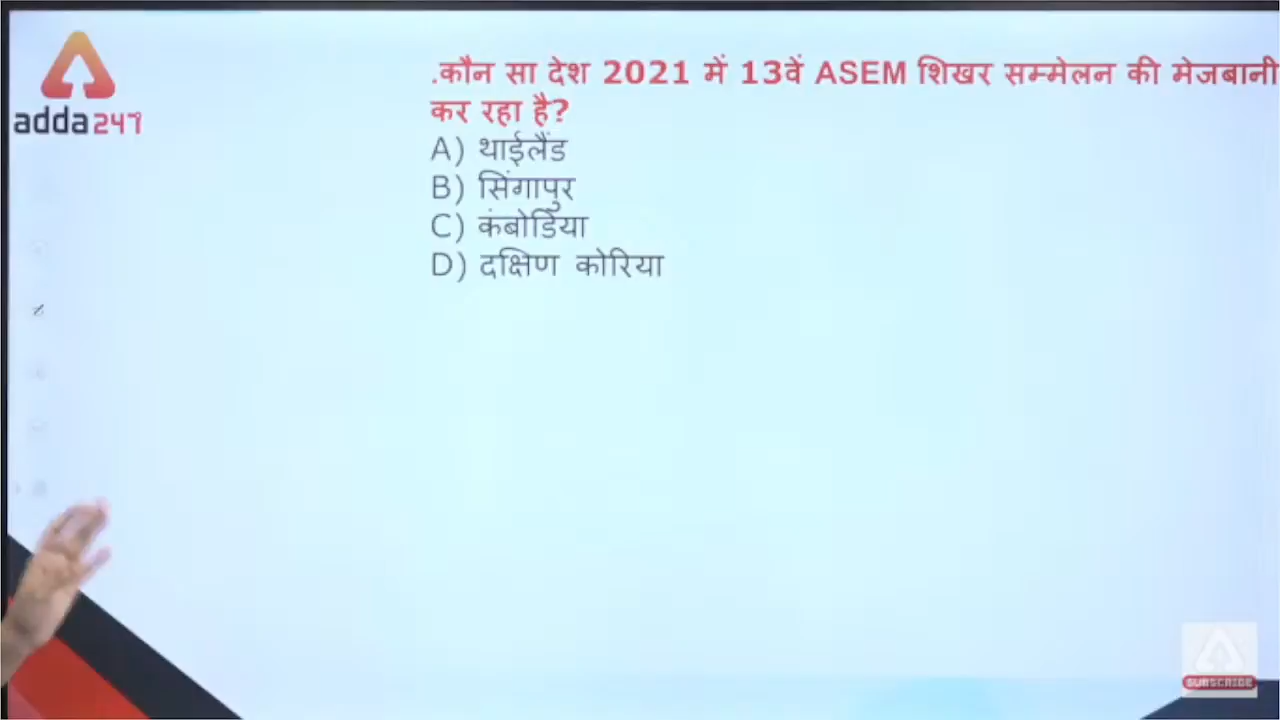 adda247
.कौन सा देश 2021 में 13वें ASEM शिखर सम्मेलन की मेजबानी
कर रहा है?
A) थाईलैंड
B) सिंगापुर
C) कंबोडिया
D) दक्षिण कोरिया
SUBSCRIBE